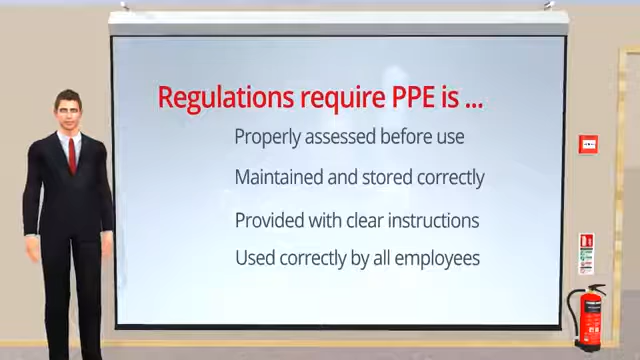 Regulations require PPE is ...
Properly assessed before use
Maintained and stored correctly
Provided with clear instructions
Used correctly by all employees